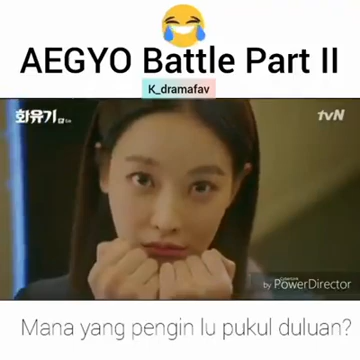 AEGYO Battle Part II
K_dramafav
화유기
tvN
by PowerDirector
Mana yang pengin lu pukul duluan?